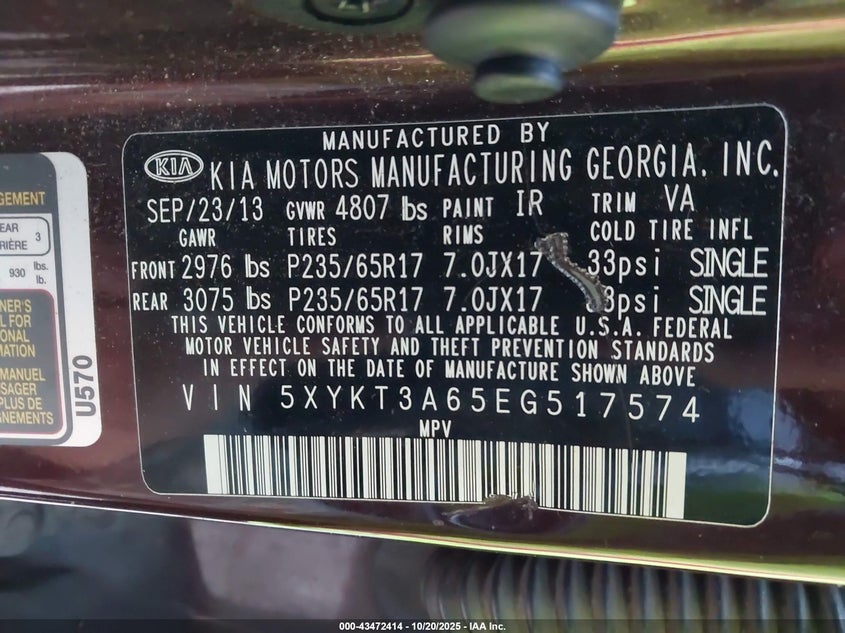 MANUFACTURED BY
KIA KIA MOTORS MANUFACTURING GEORGIA, INC.
SEP/23/13 GVWR 4807 lbs PAINT IR TRIM VA
GAWR TIRES RIMS COLD TIRE INFL
FRONT 2976 lbs P235/65R17 7.0JX17 33psi SINGLE
REAR 3075 lbs P235/65R17 7.0JX17 3psi SINGLE
THIS VEHICLE CONFORMS TO ALL APPLICABLE U.S.A. FEDERAL
MOTOR VEHICLE SAFETY AND THEFT PREVENTION STANDARDS
IN EFFECT ON THE DATE OF MANUFACTURE SHOWN ABOVE
VIN 5XYKT3A65EG517574
MPV
EAR
RIÈRE 3
930 lbs.
lb.
MANUEL
PLUS DE
U570
000-43472414 - 10/20/2025 - IAA Inc.